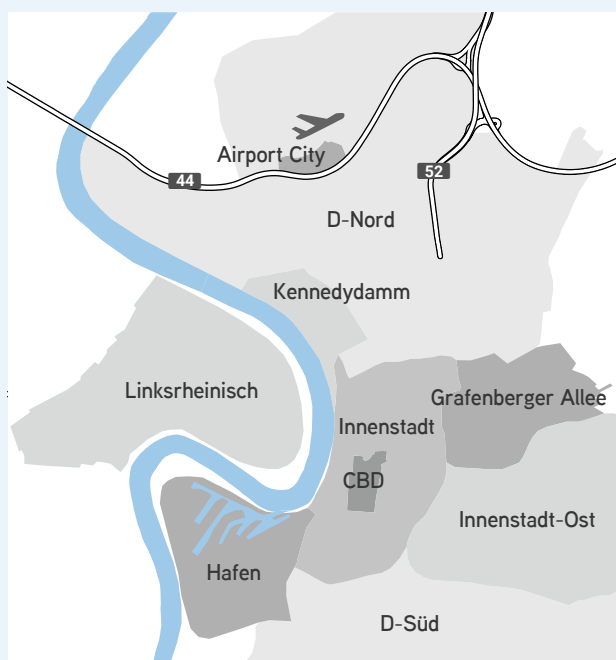 Airport City
44
52
D-Nord
Kennedydamm
Linksrheinisch
Grafenberger Allee
Innenstadt
CBD
Innenstadt-Ost
Hafen
D-Süd